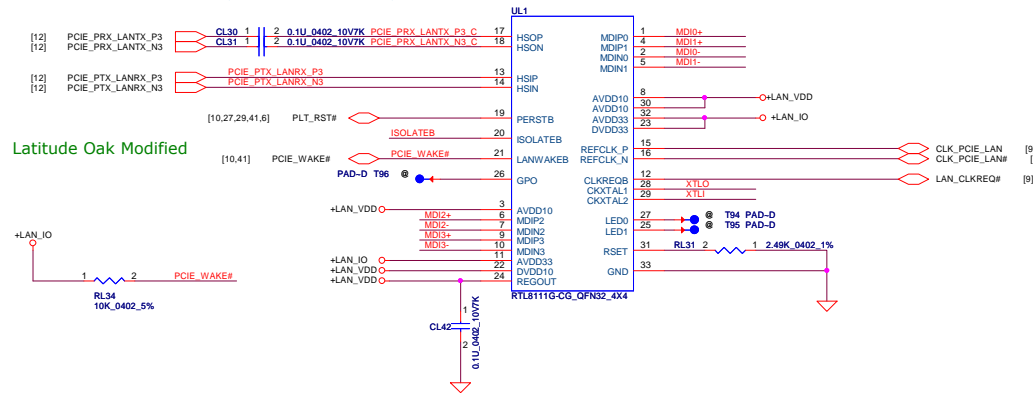 UL1
[12] PCIE_PRX_LANTX_P3 CL30 1 2 0.1U_0402_10V7K PCIE_PRX_LANTX_P3_C 17 HSOP MDIP0 1 MDI0+
[12] PCIE_PRX_LANTX_N3 CL31 1 2 0.1U_0402_10V7K PCIE_PRX_LANTX_N3_C 18 HSON MDIP1 4 MDI1+
MDIN0 2 MDI0-
MDIN1 5 MDI1-
[12] PCIE_PTX_LANRX_P3 PCIE_PTX_LANRX_P3 13 HSIP
[12] PCIE_PTX_LANRX_N3 PCIE_PTX_LANRX_N3 14 HSIN
AVDD10 8 +LAN_VDD
AVDD10 30
[10,27,29,41,6] PLT_RST# 19 PERSTB AVDD33 32 +LAN_IO
DVDD33 23
ISOLATEB 20 ISOLATEB
REFCLK_P 15 CLK_PCIE_LAN [9
Latitude Oak Modified
[10,41] PCIE_WAKE# PCIE_WAKE# 21 LANWAKEB REFCLK_N 16 CLK_PCIE_LAN# [
PAD~D T96 @ 26 GPO CLKREQB 12 LAN_CLKREQ# [9]
CKXTAL1 28 XTLO
CKXTAL2 29 XTLI
+LAN_VDD 3 AVDD10
MDI2+ 6 MDIP2 LED0 27 @ T94 PAD~D
MDI2- 7 MDIN2 LED1 25 @ T95 PAD~D
MDI3+ 9 MDIP3
MDI3- 10 MDIN3 RSET 31 RL31 2 1 2.49K_0402_1%
+LAN_IO
+LAN_IO 11 AVDD33
+LAN_VDD 22 DVDD10 GND 33
+LAN_VDD 24 REGOUT
RTL8111G-CG_QFN32_4X4
1 2 PCIE_WAKE#
RL34
10K_0402_5%
CL42 1 2 0.1U_0402_10V7K